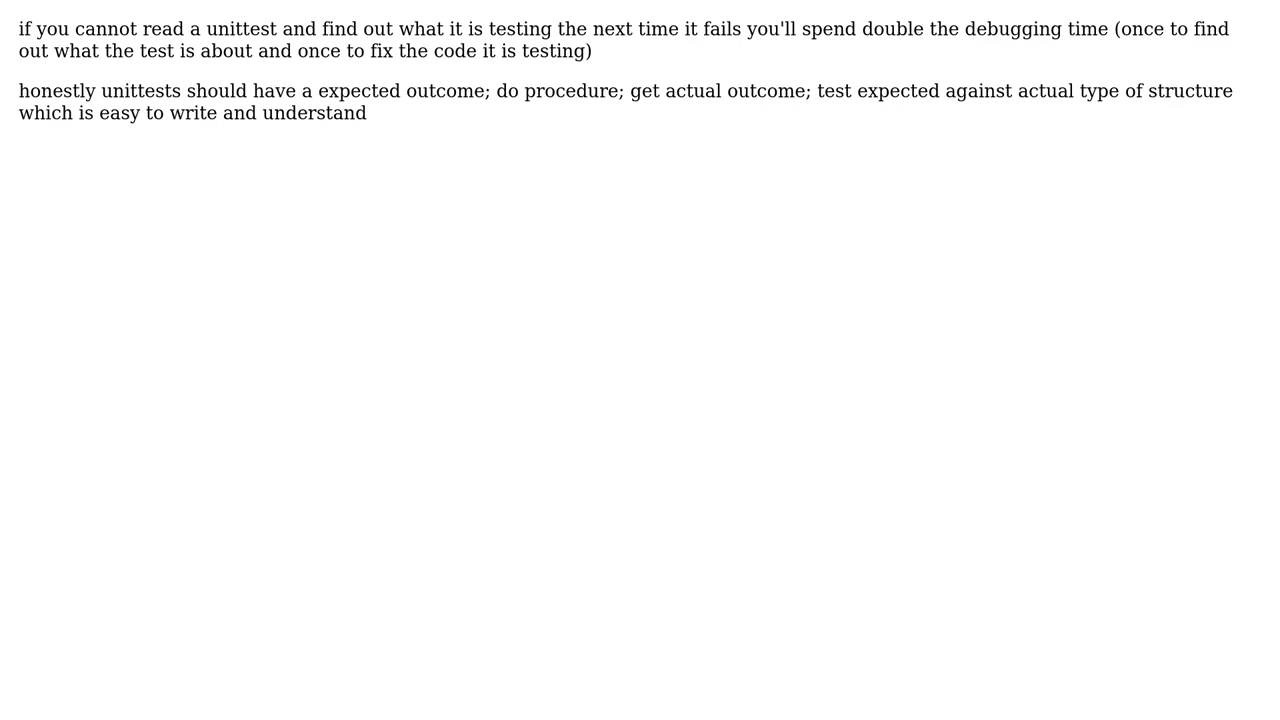 if you cannot read a unittest and find out what it is testing the next time it fails you'll spend double the debugging time (once to find
out what the test is about and once to fix the code it is testing)
honestly unittests should have a expected outcome; do procedure; get actual outcome; test expected against actual type of structure
which is easy to write and understand